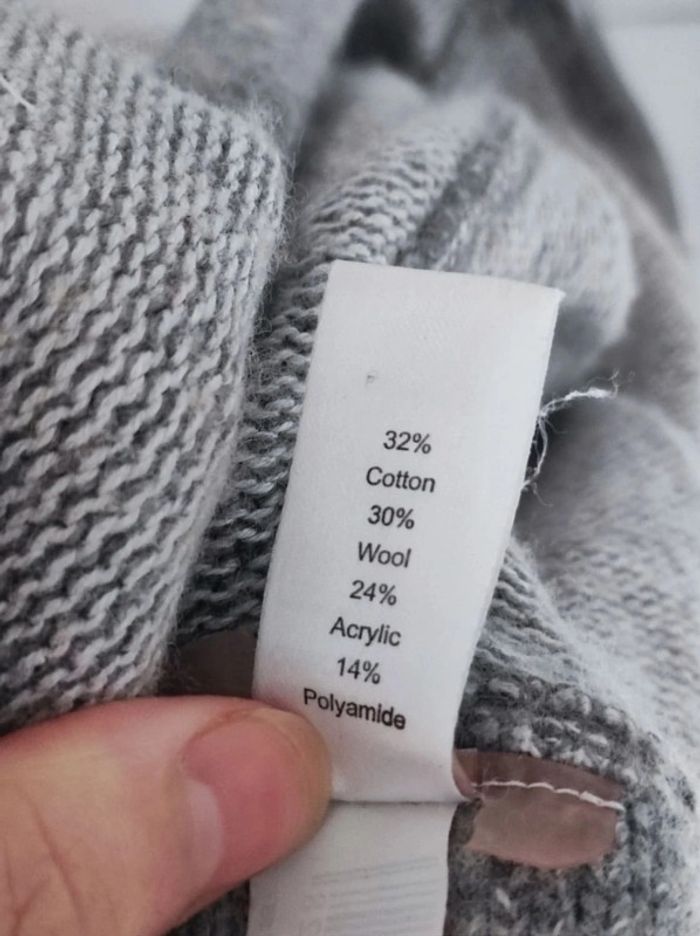 32%
Cotton
30%
Wool
24%
Acrylic
14%
Polyamide